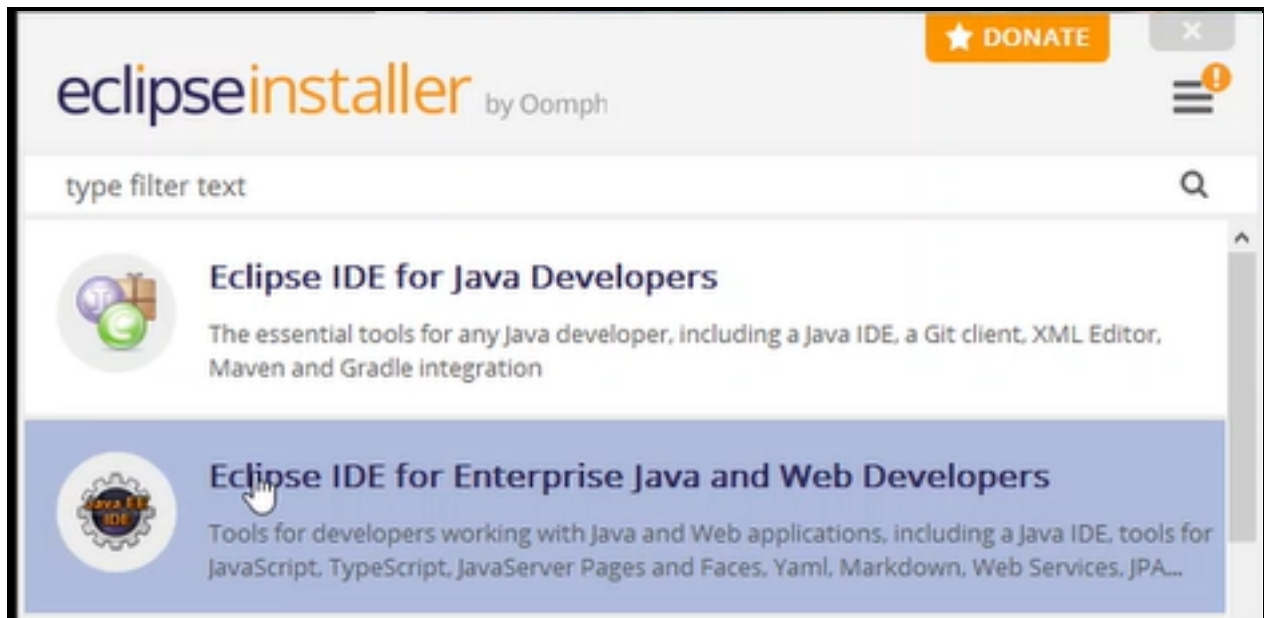 DONATE
eclipseinstaller by Oomph
type filter text
Eclipse IDE for Java Developers
The essential tools for any Java developer, including a Java IDE, a Git client, XML Editor,
Maven and Gradle integration
Eclipse IDE for Enterprise Java and Web Developers
Java EE
IDE
Tools for developers working with Java and Web applications, including a Java IDE, tools for
JavaScript, TypeScript, JavaServer Pages and Faces, Yaml, Markdown, Web Services, JPA...